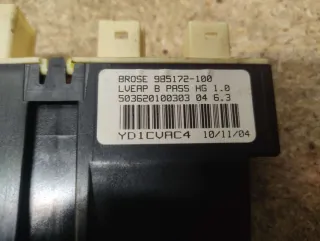 BROSE 985172-100
LVEAP B PASS HG 1.0
503620100303 04 6.3
YD1CVAC4 10/11/04